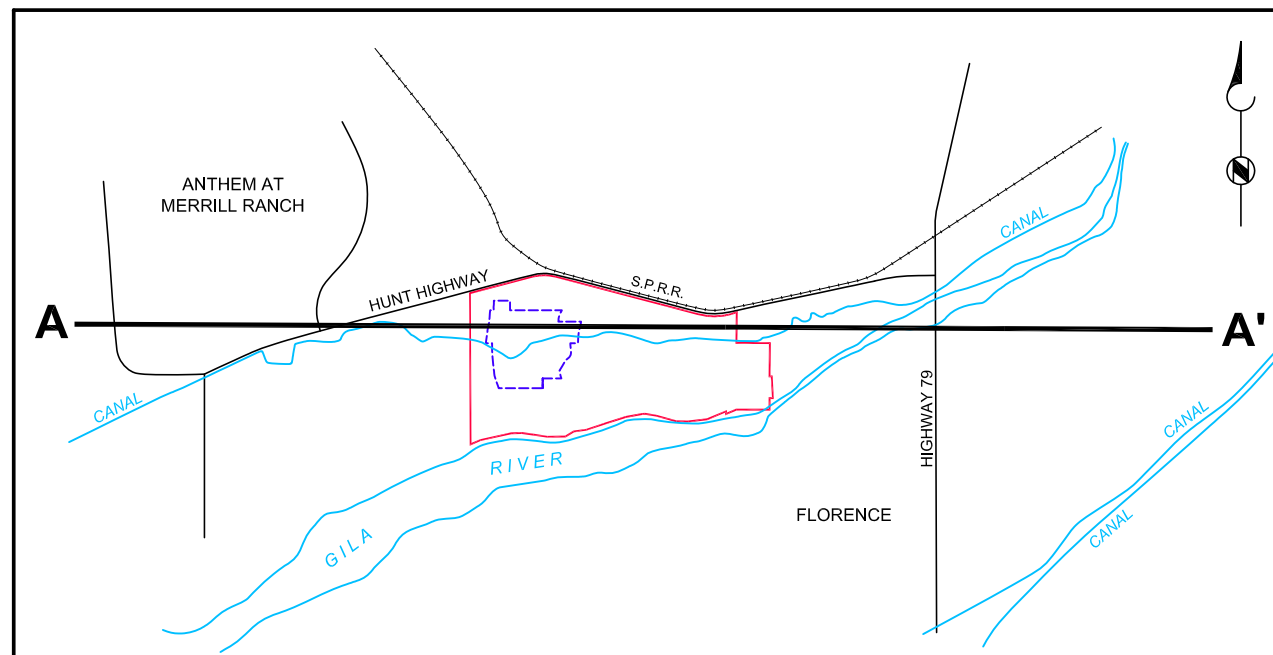 ANTHEM AT
MERRILL RANCH
CANAL
S.P.R.R.
HUNT HIGHWAY
A
A'
CANAL
CANAL
HIGHWAY 79
RIVER
FLORENCE
CANAL
GILA
N